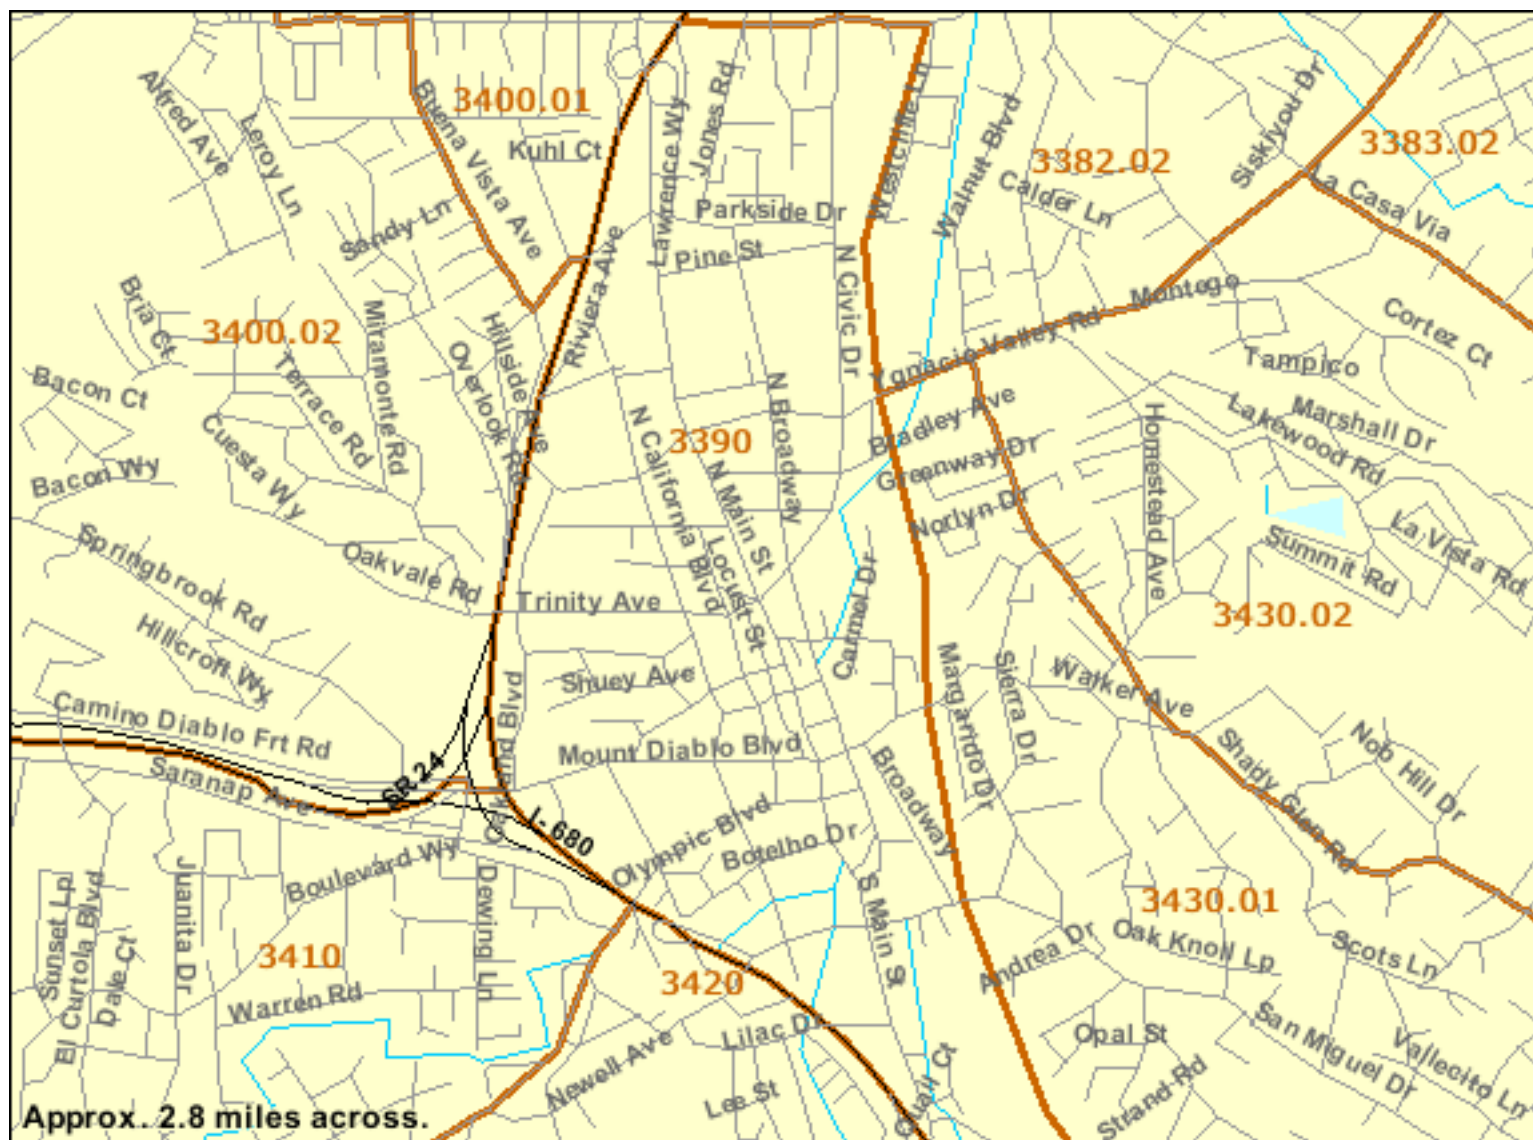 Alfred Ave
Leroy Ln
Buena Vista Ave
3400.01
Kuhl Ct
Lawrence Wy
Jones Rd
Westcliffe Ln
Walnut Blvd
3382.02
Siskiyou Dr
3383.02
Calder Ln
La Casa Via
Sandy Ln
Parkside Dr
Pine St
N Civic Dr
Riviera Ave
Montego
Bria Ct
3400.02
Miramonte Rd
Hillside Ave
Overlook Rd
Terrace Rd
Ygnacio Valley Rd
Cortez Ct
Tampico
Bacon Ct
Cuesta Wy
N California Blvd
3390
N Broadway
Bradley Ave
Homestead Ave
Lakewood Rd
Marshall Dr
Bacon Wy
N Main St
Greenway Dr
Norlyn Dr
Springbrook Rd
Oakvale Rd
Locust St
Summit Rd
La Vista Rd
Trinity Ave
Carmel Dr
3430.02
Hillcroft Wy
Shuey Ave
Margarido Dr
Sierra Dr
Walker Ave
Camino Diablo Frt Rd
Oakland Blvd
Mount Diablo Blvd
Broadway
Shady Glen Rd
Nob Hill Dr
Saranap Ave
SR 24
I- 680
Olympic Blvd
Botelho Dr
Boulevard Wy
Sunset Lp
El Curtola Blvd
Dale Ct
Juanita Dr
Dewing Ln
S Main St
3430.01
3410
Warren Rd
3420
Andrea Dr
Oak Knoll Lp
Scots Ln
Lilac Dr
Opal St
San Miguel Dr
Vallecito Ln
Newell Ave
Lee St
Quail Ct
Strand Rd
Approx. 2.8 miles across.